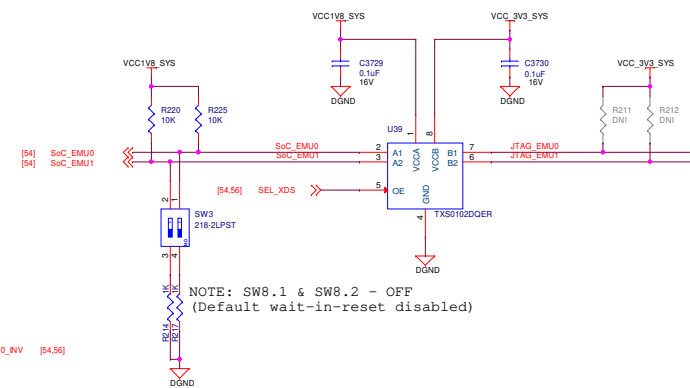 VCC1V8_SYS
VCC_3V3_SYS
VCC1V8_SYS
C3729
0.1uF
16V
DGND
C3730
0.1uF
16V
DGND
VCC_3V3_SYS
R220
10K
R225
10K
R211
DNI
R212
DNI
U39
1
8
[54] SoC_EMU0
[54] SoC_EMU1
SoC_EMU0
SoC_EMU1
2
3
A1
A2
VCCA
VCCB
B1
B2
7
6
JTAG_EMU0
JTAG_EMU1
[54,56] SEL_XDS
5
OE
GND
4
TXS0102DQER
DGND
2
1
SW3
218-2LPST
3
4
1K
1K
R214
R217
NOTE: SW8.1 & SW8.2 - OFF
(Default wait-in-reset disabled)
0_INV [54,56]
DGND